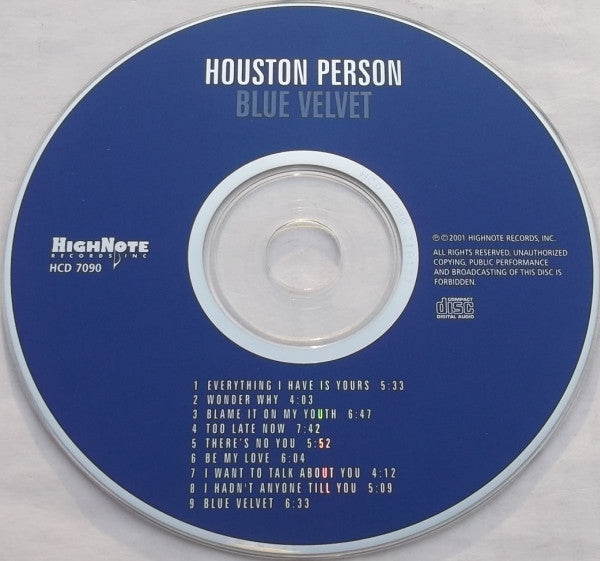 HOUSTON PERSON
BLUE VELVET
HIGHNOTE
RECORDS, INC
HCD 7090
℗ © 2001 HIGHNOTE RECORDS, INC.
ALL RIGHTS RESERVED, UNAUTHORIZED
COPYING, PUBLIC PERFORMANCE
AND BROADCASTING OF THIS DISC IS
FORBIDDEN.
COMPACT
disc
DIGITAL AUDIO
1 EVERYTHING I HAVE IS YOURS 5:33
2 WONDER WHY 4:03
3 BLAME IT ON MY YOUTH 6:47
4 TOO LATE NOW 7:42
5 THERE'S NO YOU 5:52
6 BE MY LOVE 6:04
7 I WANT TO TALK ABOUT YOU 4:12
8 I HADN'T ANYONE TILL YOU 5:09
9 BLUE VELVET 6:33